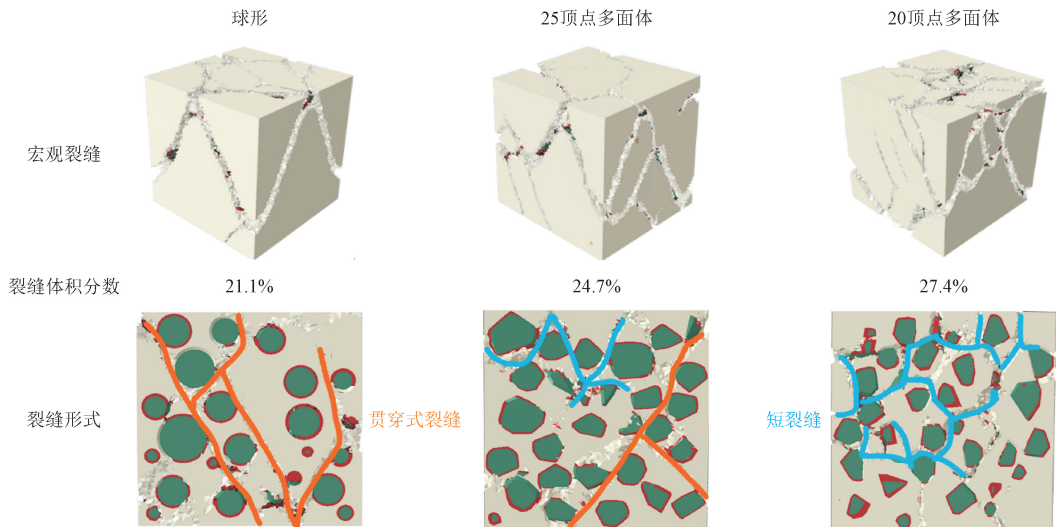 球形 25顶点多面体 20顶点多面体
宏观裂缝
裂缝体积分数 21.1% 24.7% 27.4%
裂缝形式 贯穿式裂缝 短裂缝